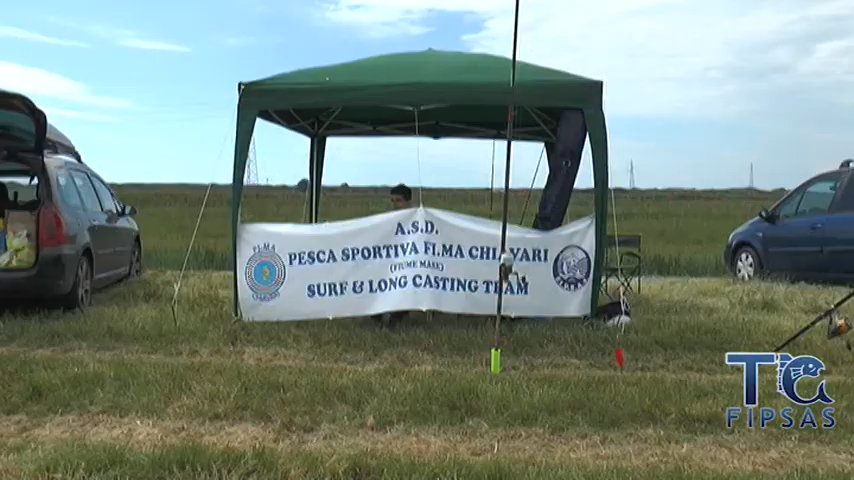 A.S.D.
PESCA SPORTIVA FI.MA CHIAVARI
(FIUME MARE)
SURF & LONG CASTING TEAM
FI.MA
TC
FIPSAS